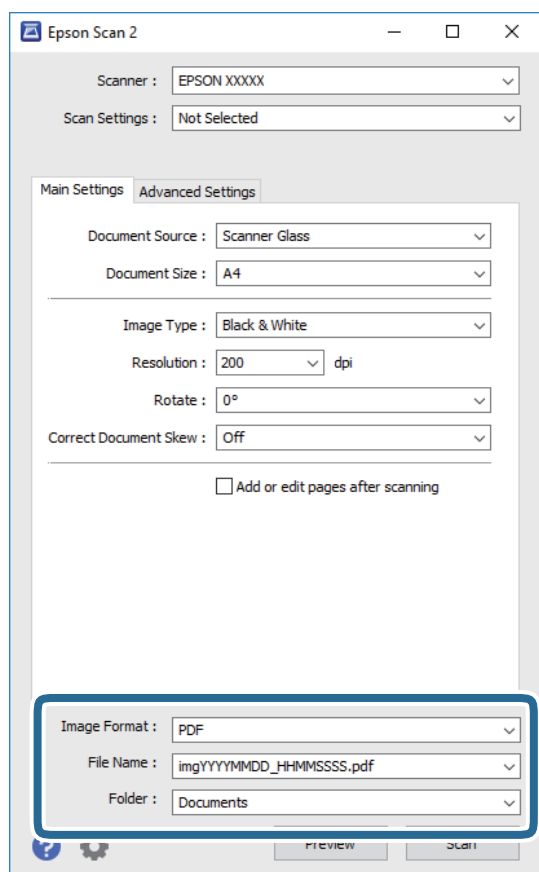 Epson Scan 2
Scanner : EPSON XXXXX
Scan Settings : Not Selected
Main Settings Advanced Settings
Document Source : Scanner Glass
Document Size : A4
Image Type : Black & White
Resolution : 200 dpi
Rotate : 0°
Correct Document Skew : Off
Add or edit pages after scanning
Image Format : PDF
File Name : imgYYYYMMDD_HHMMSSSS.pdf
Folder : Documents
? Preview Scan